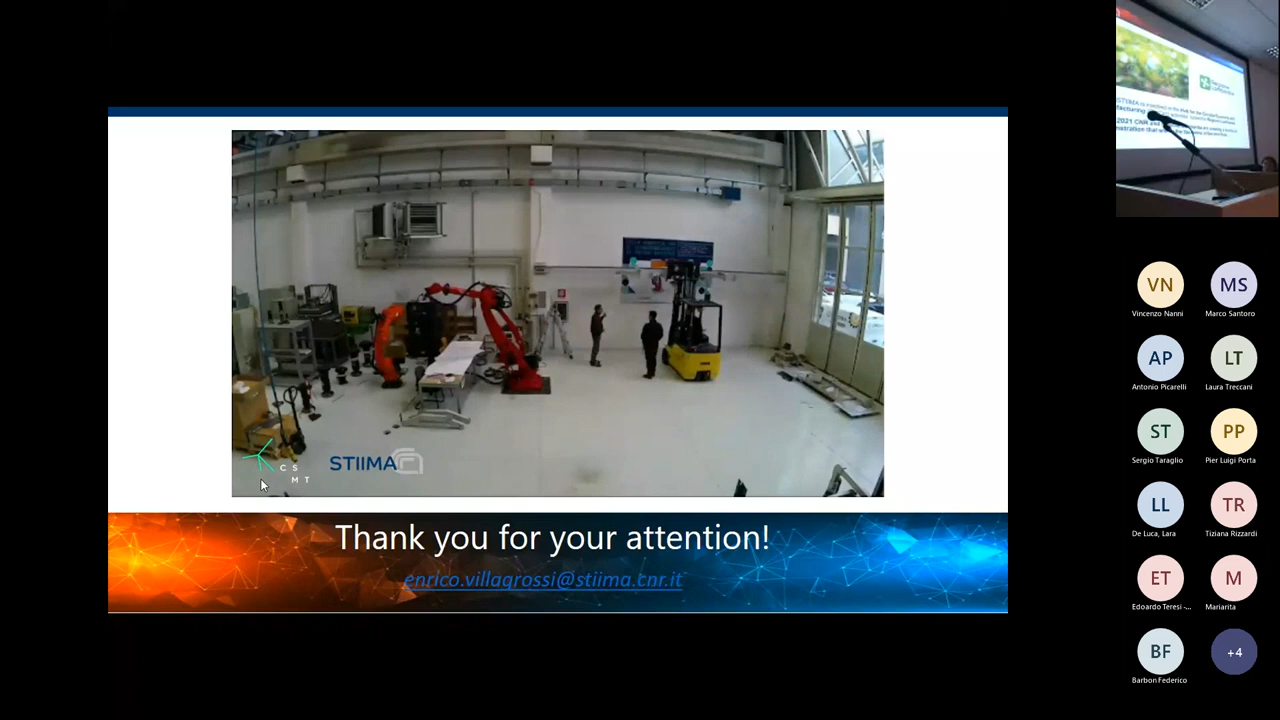 C S
M T
STIIMA
Thank you for your attention!
enrico.villagrossi@stiima.cnr.it
2021 CNR
VN
Vincenzo Nanni
MS
Marco Santoro
AP
Antonio Picarelli
LT
Laura Treccani
ST
Sergio Taraglio
PP
Pier Luigi Porta
LL
De Luca, Lara
TR
Tiziana Rizzardi
ET
Edoardo Teresi -...
M
Mariarita
BF
Barbon Federico
+4